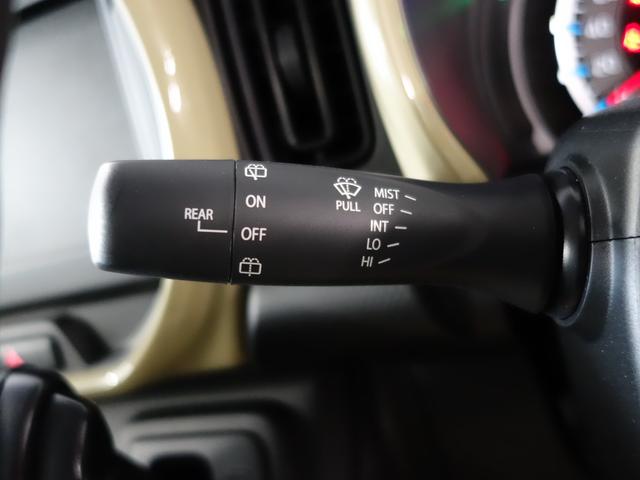 REAR
ON
OFF
PULL
MIST
OFF
INT
LO
HI